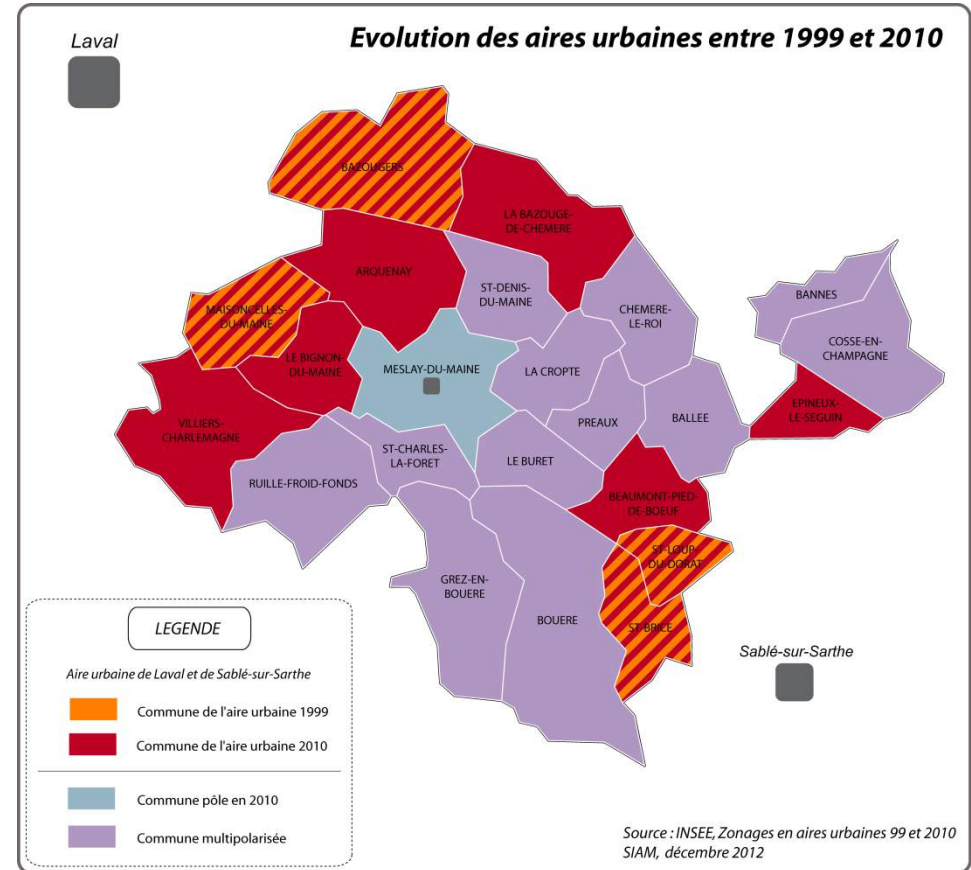 Laval
Evolution des aires urbaines entre 1999 et 2010
BAZOUGERS
LA BAZOUGE-
DE-CHEMERE
ARQUENAY
ST-DENIS-
DU-MAINE
CHEMERE-
LE-ROI
BANNES
COSSE-EN-
CHAMPAGNE
MAISONCELLES-
DU-MAINE
LE BIGNON-
DU-MAINE
MESLAY-DU-MAINE
LA CROPTE
EPINEUX-
LE-SEGUIN
VILLIERS-
CHARLEMAGNE
PREAUX
BALLEE
ST-CHARLES-
LA-FORET
LE BURET
RUILLE-FROID-FONDS
BEAUMONT-PIED-
DE-BOEUF
ST-LOUP-
DU-DORAT
GREZ-EN-
BOUERE
BOUERE
ST-BRICE
Sablé-sur-Sarthe
LEGENDE
Aire urbaine de Laval et de Sablé-sur-Sarthe
Commune de l'aire urbaine 1999
Commune de l'aire urbaine 2010
Commune pôle en 2010
Commune multipolarisée
Source : INSEE, Zonages en aires urbaines 99 et 2010
SIAM, décembre 2012